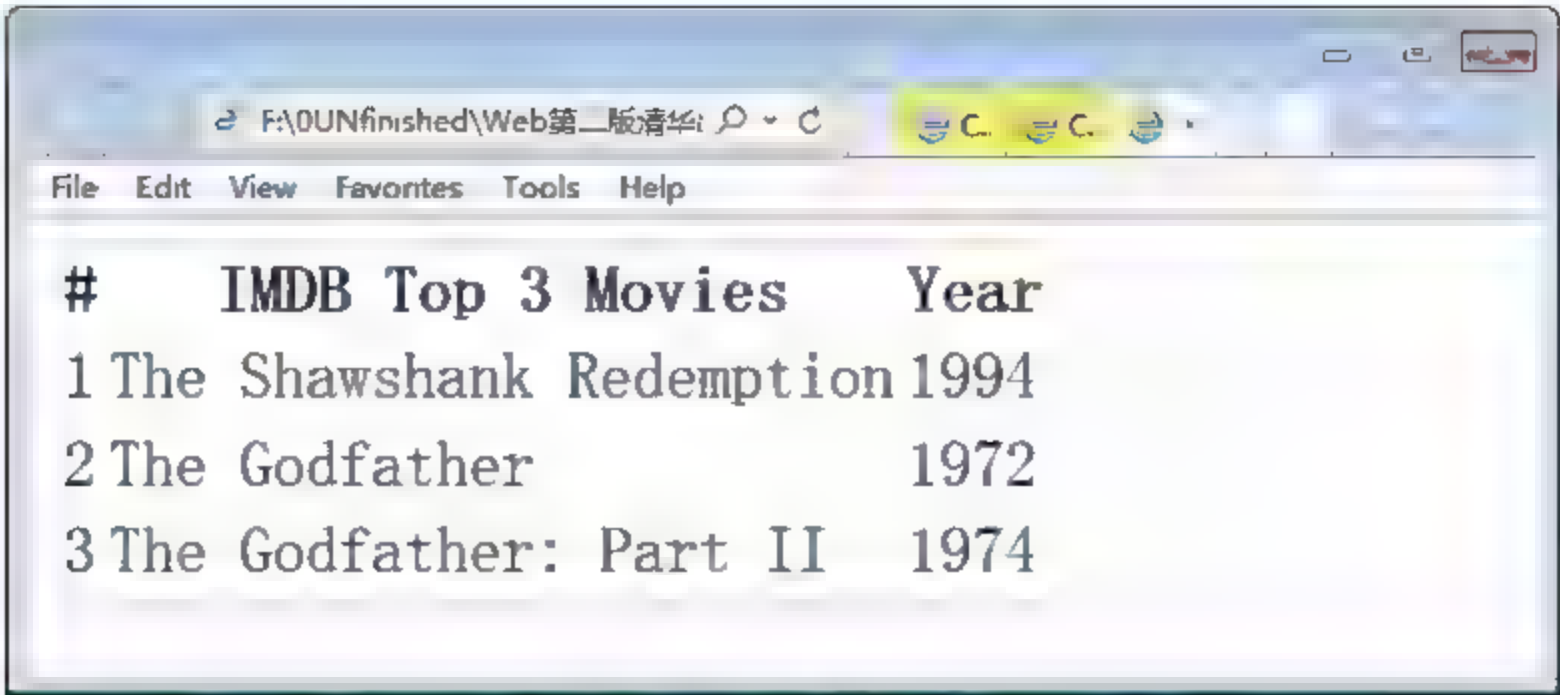 F:\0UNfinished\Web第二版清华 C... C.
File Edit View Favorites Tools Help
# IMDB Top 3 Movies Year
1 The Shawshank Redemption 1994
2 The Godfather 1972
3 The Godfather: Part II 1974